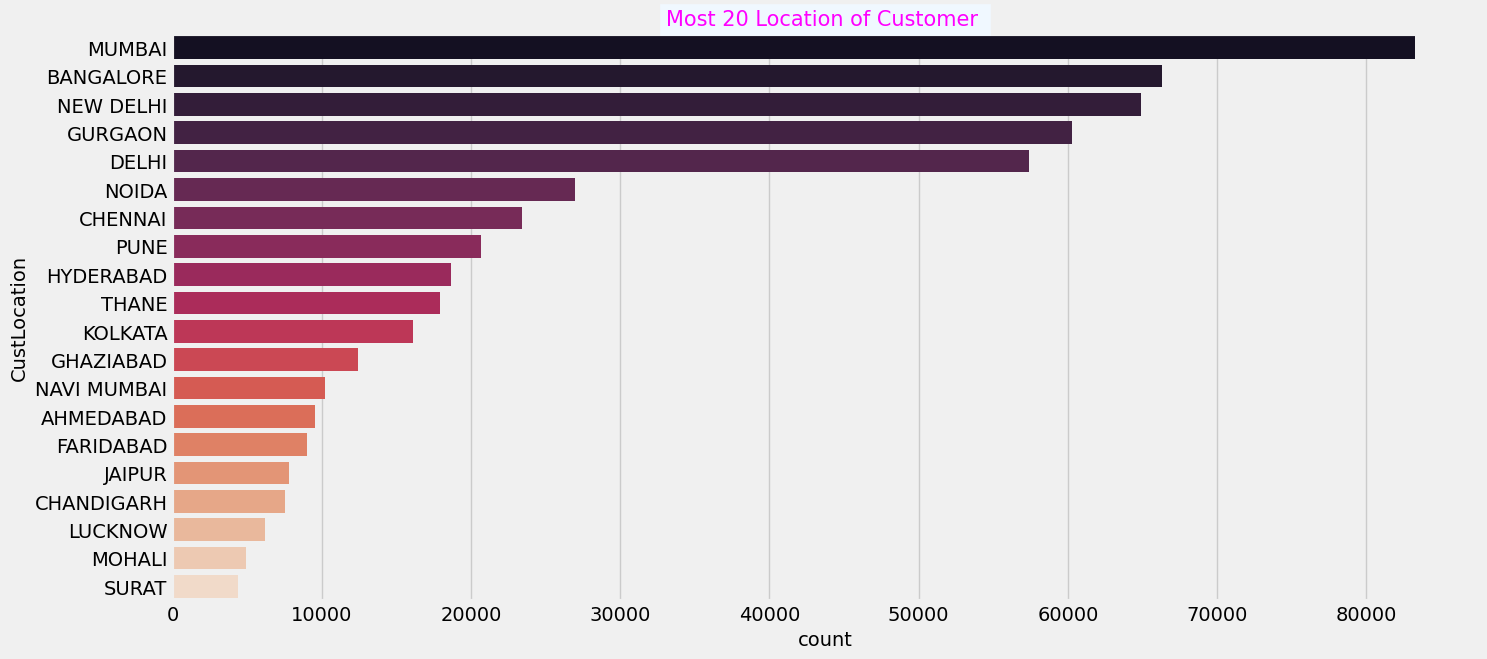 Most 20 Location of Customer
MUMBAI
BANGALORE
NEW DELHI
GURGAON
DELHI
NOIDA
CHENNAI
PUNE
HYDERABAD
THANE
KOLKATA
GHAZIABAD
NAVI MUMBAI
AHMEDABAD
FARIDABAD
JAIPUR
CHANDIGARH
LUCKNOW
MOHALI
SURAT
CustLocation
0 10000 20000 30000 40000 50000 60000 70000 80000
count